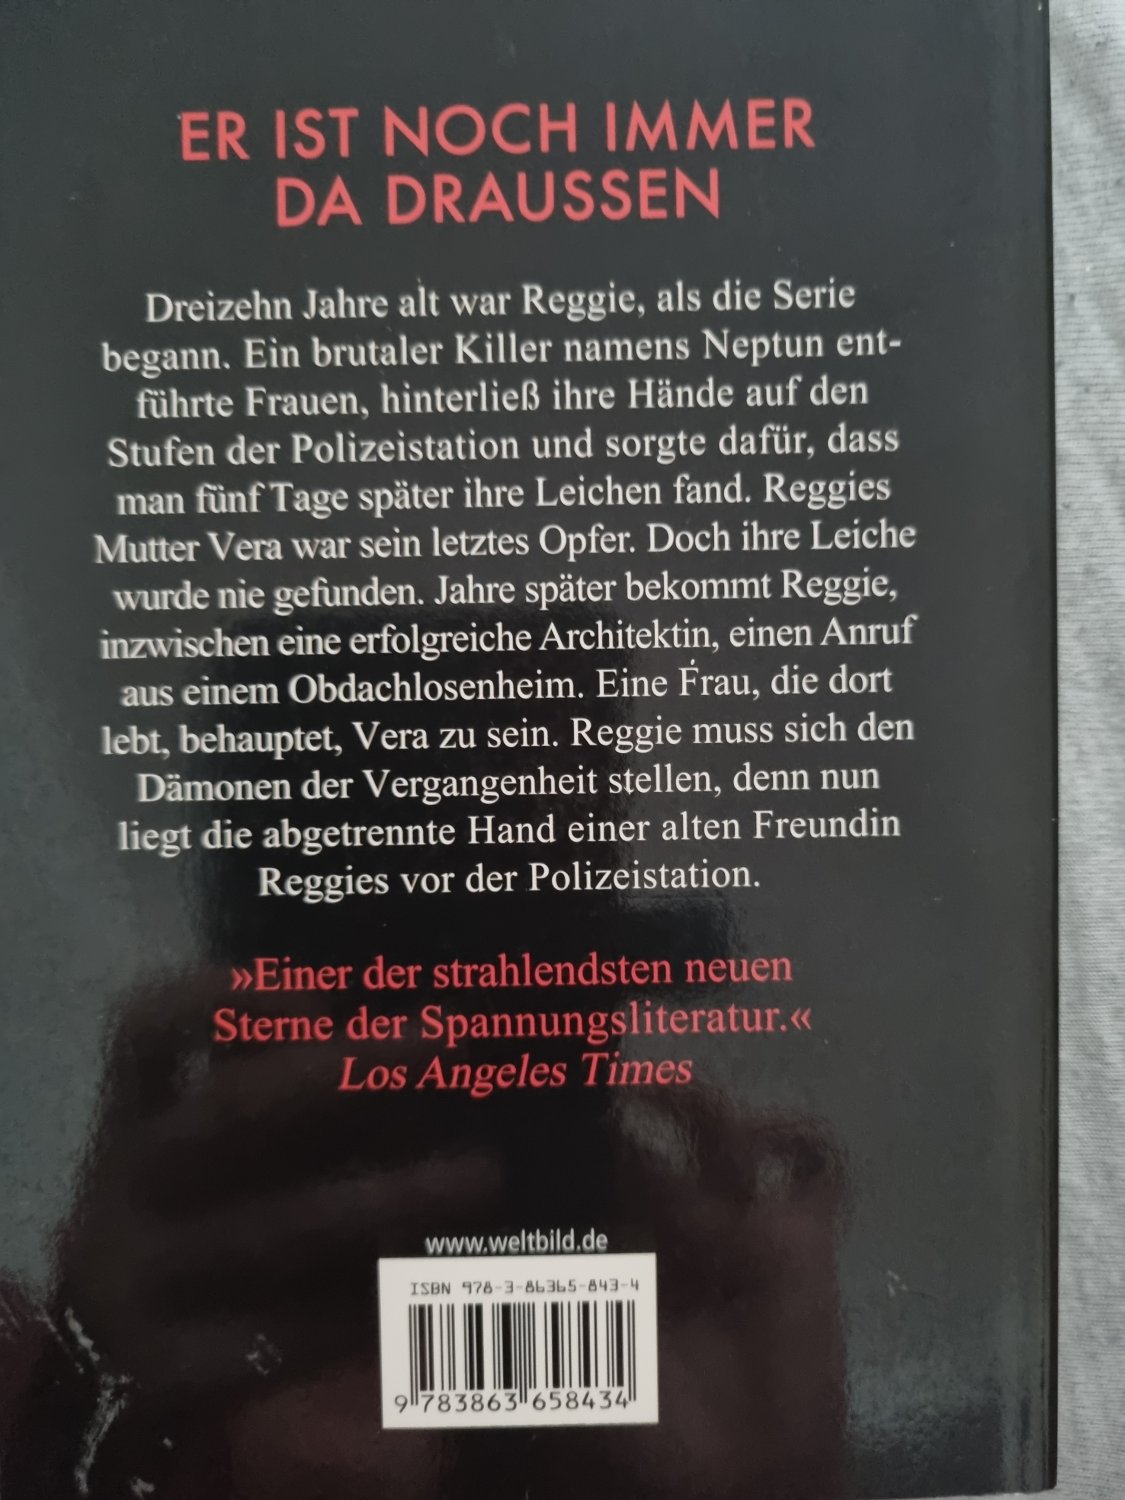 ER IST NOCH IMMER
DA DRAUSSEN
Dreizehn Jahre alt war Reggie, als die Serie
begann. Ein brutaler Killer namens Neptun ent-
führte Frauen, hinterließ ihre Hände auf den
Stufen der Polizeistation und sorgte dafür, dass
man fünf Tage später ihre Leichen fand. Reggies
Mutter Vera war sein letztes Opfer. Doch ihre Leiche
wurde nie gefunden. Jahre später bekommt Reggie,
inzwischen eine erfolgreiche Architektin, einen Anruf
aus einem Obdachlosenheim. Eine Frau, die dort
lebt, behauptet, Vera zu sein. Reggie muss sich den
Dämonen der Vergangenheit stellen, denn nun
liegt die abgetrennte Hand einer alten Freundin
Reggies vor der Polizeistation.
»Einer der strahlendsten neuen
Sterne der Spannungsliteratur.«
Los Angeles Times
www.weltbild.de
ISBN 978-3-86365-843-4
9 783863 658434